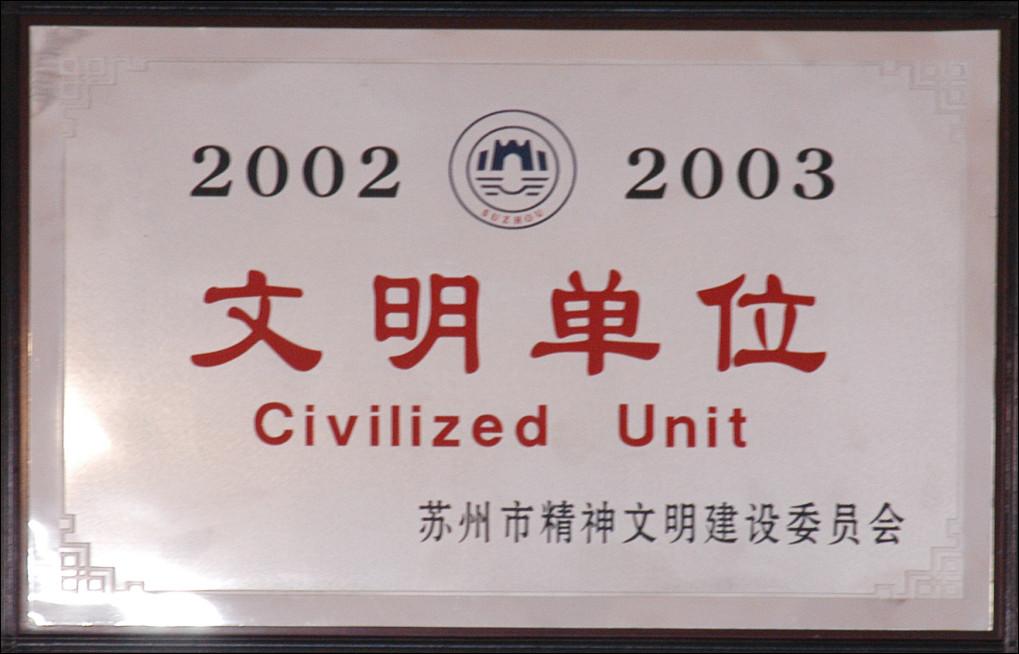 2002 SUZHOU 2003
文明单位
Civilized Unit
苏州市精神文明建设委员会